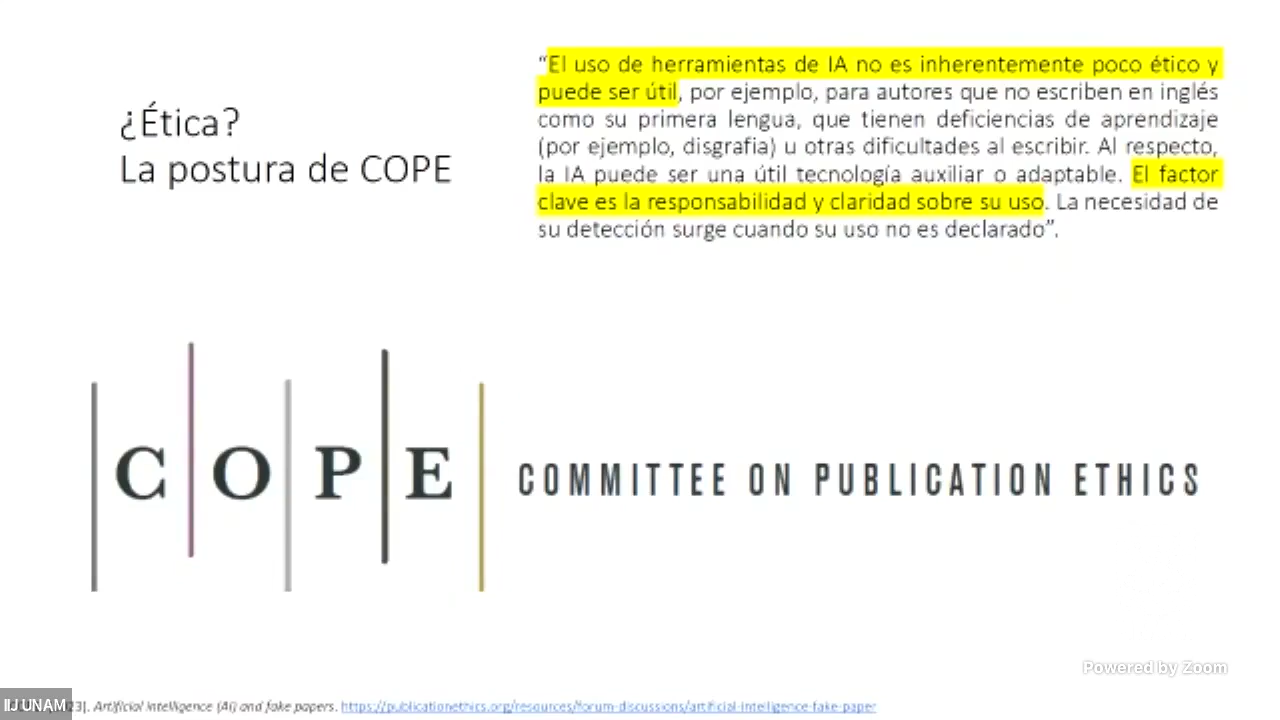 ¿Ética?
La postura de COPE
“El uso de herramientas de IA no es inherentemente poco ético y
puede ser útil, por ejemplo, para autores que no escriben en inglés
como su primera lengua, que tienen deficiencias de aprendizaje
(por ejemplo, disgrafia) u otras dificultades al escribir. Al respecto,
la IA puede ser una útil tecnología auxiliar o adaptable. El factor
clave es la responsabilidad y claridad sobre su uso. La necesidad de
su detección surge cuando su uso no es declarado”.
COPE COMMITTEE ON PUBLICATION ETHICS
Powered by Zoom
IIJ UNAM
Artificial intelligence (AI) and fake papers. https://publicationethics.org/resources/forum-discussions/artificial-intelligence-fake-paper